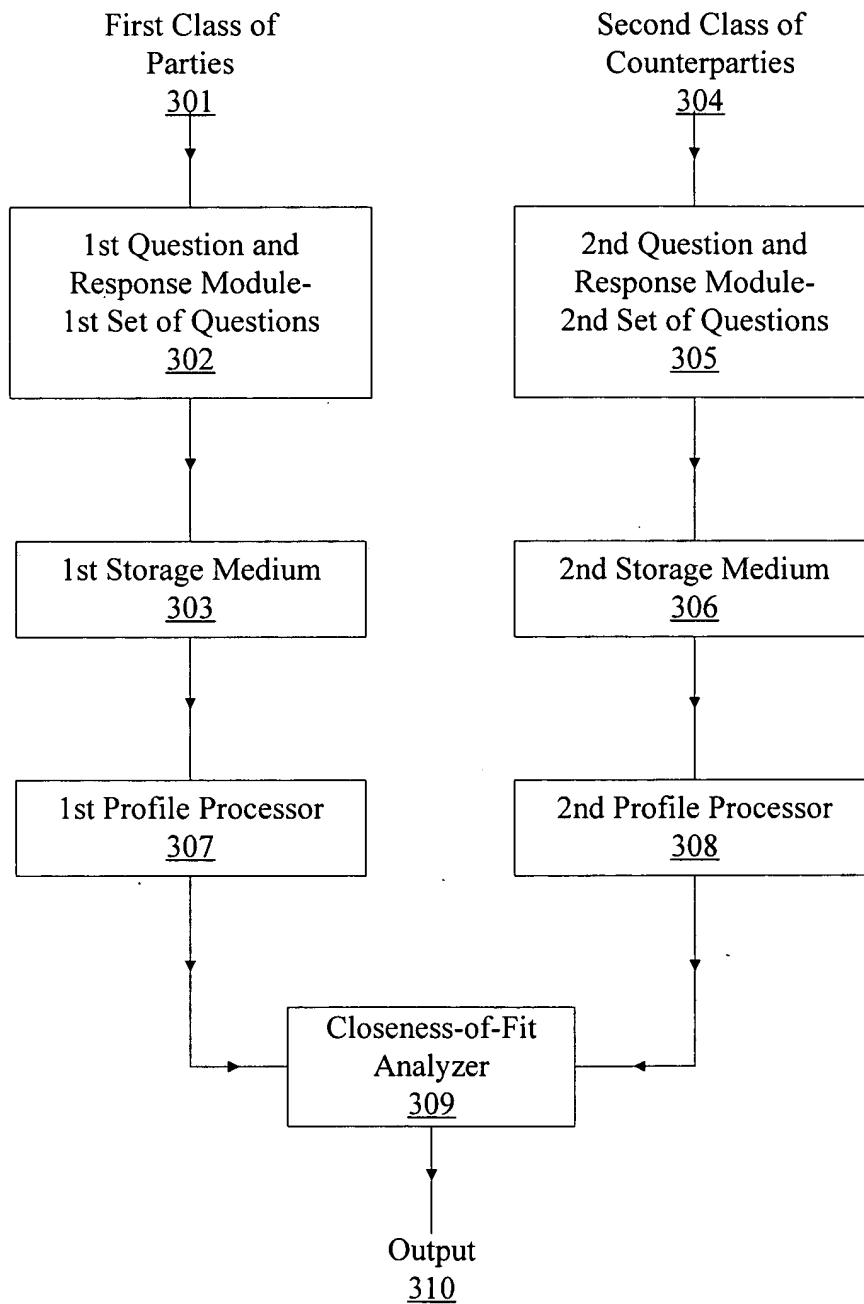 First Class of
Parties
301
Second Class of
Counterparties
304
1st Question and
Response Module-
1st Set of Questions
302
2nd Question and
Response Module-
2nd Set of Questions
305
1st Storage Medium
303
2nd Storage Medium
306
1st Profile Processor
307
2nd Profile Processor
308
Closeness-of-Fit
Analyzer
309
Output
310